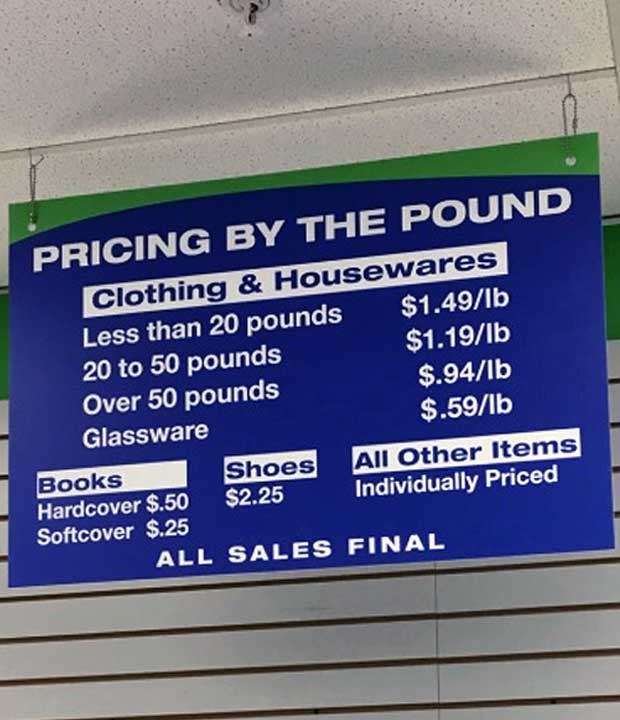 PRICING BY THE POUND
Clothing & Housewares
Less than 20 pounds $1.49/lb
20 to 50 pounds $1.19/lb
Over 50 pounds $.94/lb
Glassware $.59/lb
Books
Hardcover $.50
Softcover $.25
Shoes
$2.25
All Other Items
Individually Priced
ALL SALES FINAL